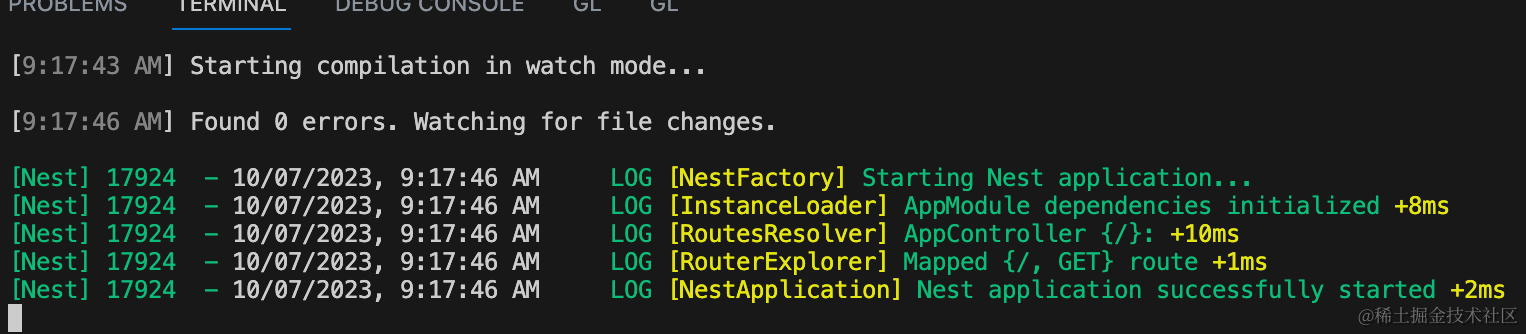 PROBLEMS TERMINAL DEBUG CONSOLE GL GL
[9:17:43 AM] Starting compilation in watch mode...
[9:17:46 AM] Found 0 errors. Watching for file changes.
[Nest] 17924  - 10/07/2023, 9:17:46 AM     LOG [NestFactory] Starting Nest application...
[Nest] 17924  - 10/07/2023, 9:17:46 AM     LOG [InstanceLoader] AppModule dependencies initialized +8ms
[Nest] 17924  - 10/07/2023, 9:17:46 AM     LOG [RoutesResolver] AppController {/}: +10ms
[Nest] 17924  - 10/07/2023, 9:17:46 AM     LOG [RouterExplorer] Mapped {/, GET} route +1ms
[Nest] 17924  - 10/07/2023, 9:17:46 AM     LOG [NestApplication] Nest application successfully started +2ms
@稀土掘金技术社区